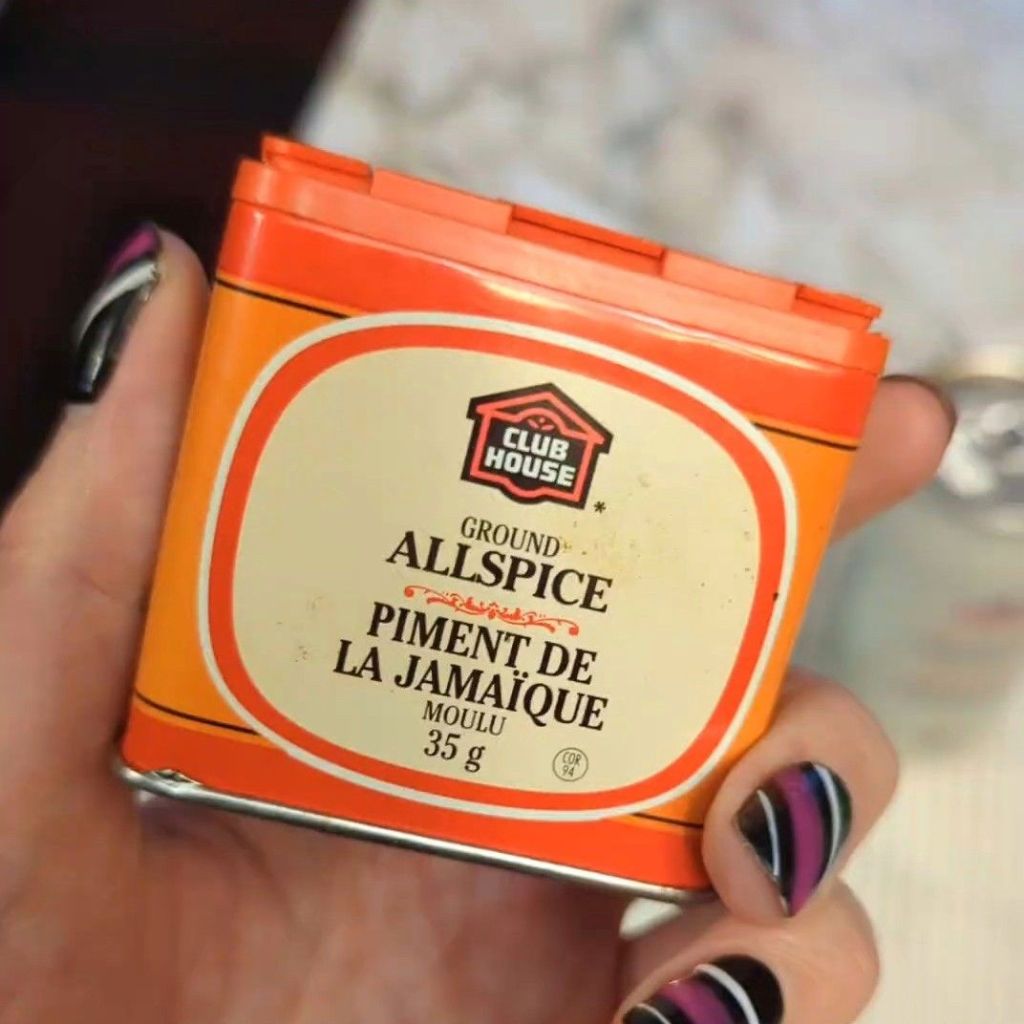 CLUB
HOUSE
*
GROUND
ALLSPICE
PIMENT DE
LA JAMAÏQUE
MOULU
35 g
COR
94